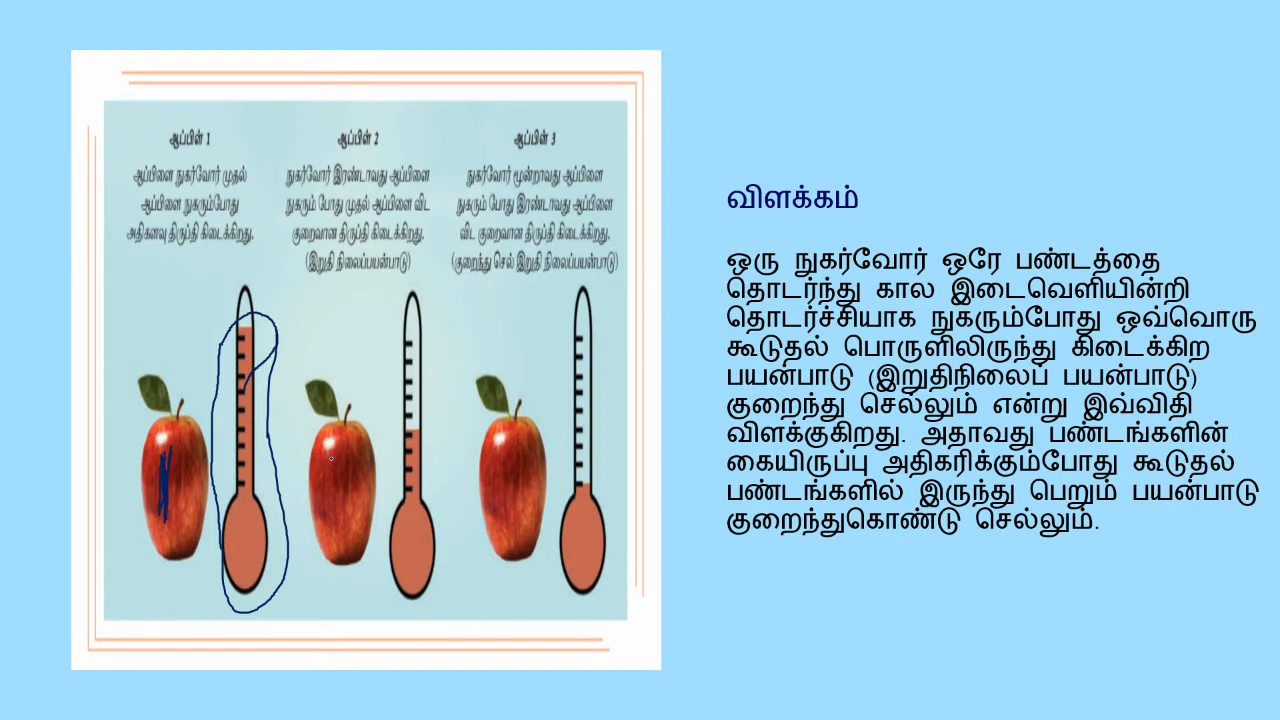 ஆப்பிள் 1
ஆப்பிளை நுகர்வோர் முதல்
ஆப்பிளை நுகரும்போது
அதிகளவு திருப்தி கிடைக்கிறது.
ஆப்பிள் 2
நுகர்வோர் இரண்டாவது ஆப்பிளை
நுகரும் போது முதல் ஆப்பிளை விட
குறைவான திருப்தி கிடைக்கிறது.
(இறுதி நிலைப்பயன்பாடு)
ஆப்பிள் 3
நுகர்வோர் மூன்றாவது ஆப்பிளை
நுகரும் போது இரண்டாவது ஆப்பிளை
விட குறைவான திருப்தி கிடைக்கிறது.
(குறைந்து செல் இறுதி நிலைப்பயன்பாடு)
விளக்கம்
ஒரு நுகர்வோர் ஒரே பண்டத்தை
தொடர்ந்து கால இடைவெளியின்றி
தொடர்ச்சியாக நுகரும்போது ஒவ்வொரு
கூடுதல் பொருளிலிருந்து கிடைக்கிற
பயன்பாடு (இறுதிநிலைப் பயன்பாடு)
குறைந்து செல்லும் என்று இவ்விதி
விளக்குகிறது. அதாவது பண்டங்களின்
கையிருப்பு அதிகரிக்கும்போது கூடுதல்
பண்டங்களில் இருந்து பெறும் பயன்பாடு
குறைந்துகொண்டு செல்லும்.